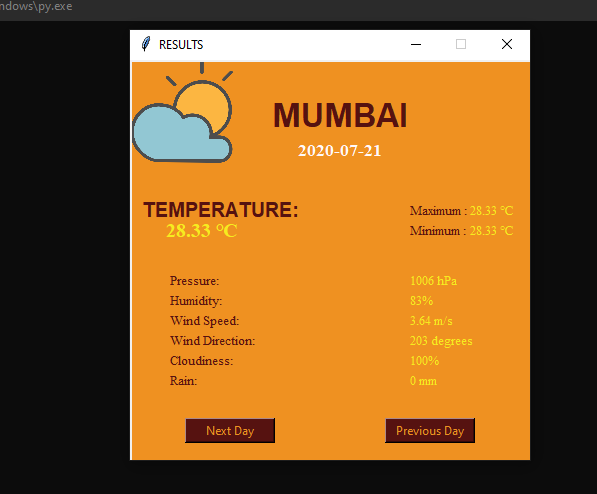 ndows\py.exe
RESULTS
MUMBAI
2020-07-21
TEMPERATURE:
28.33 °C
Maximum : 28.33 °C
Minimum : 28.33 °C
Pressure: 1006 hPa
Humidity: 83%
Wind Speed: 3.64 m/s
Wind Direction: 203 degrees
Cloudiness: 100%
Rain: 0 mm
Next Day Previous Day